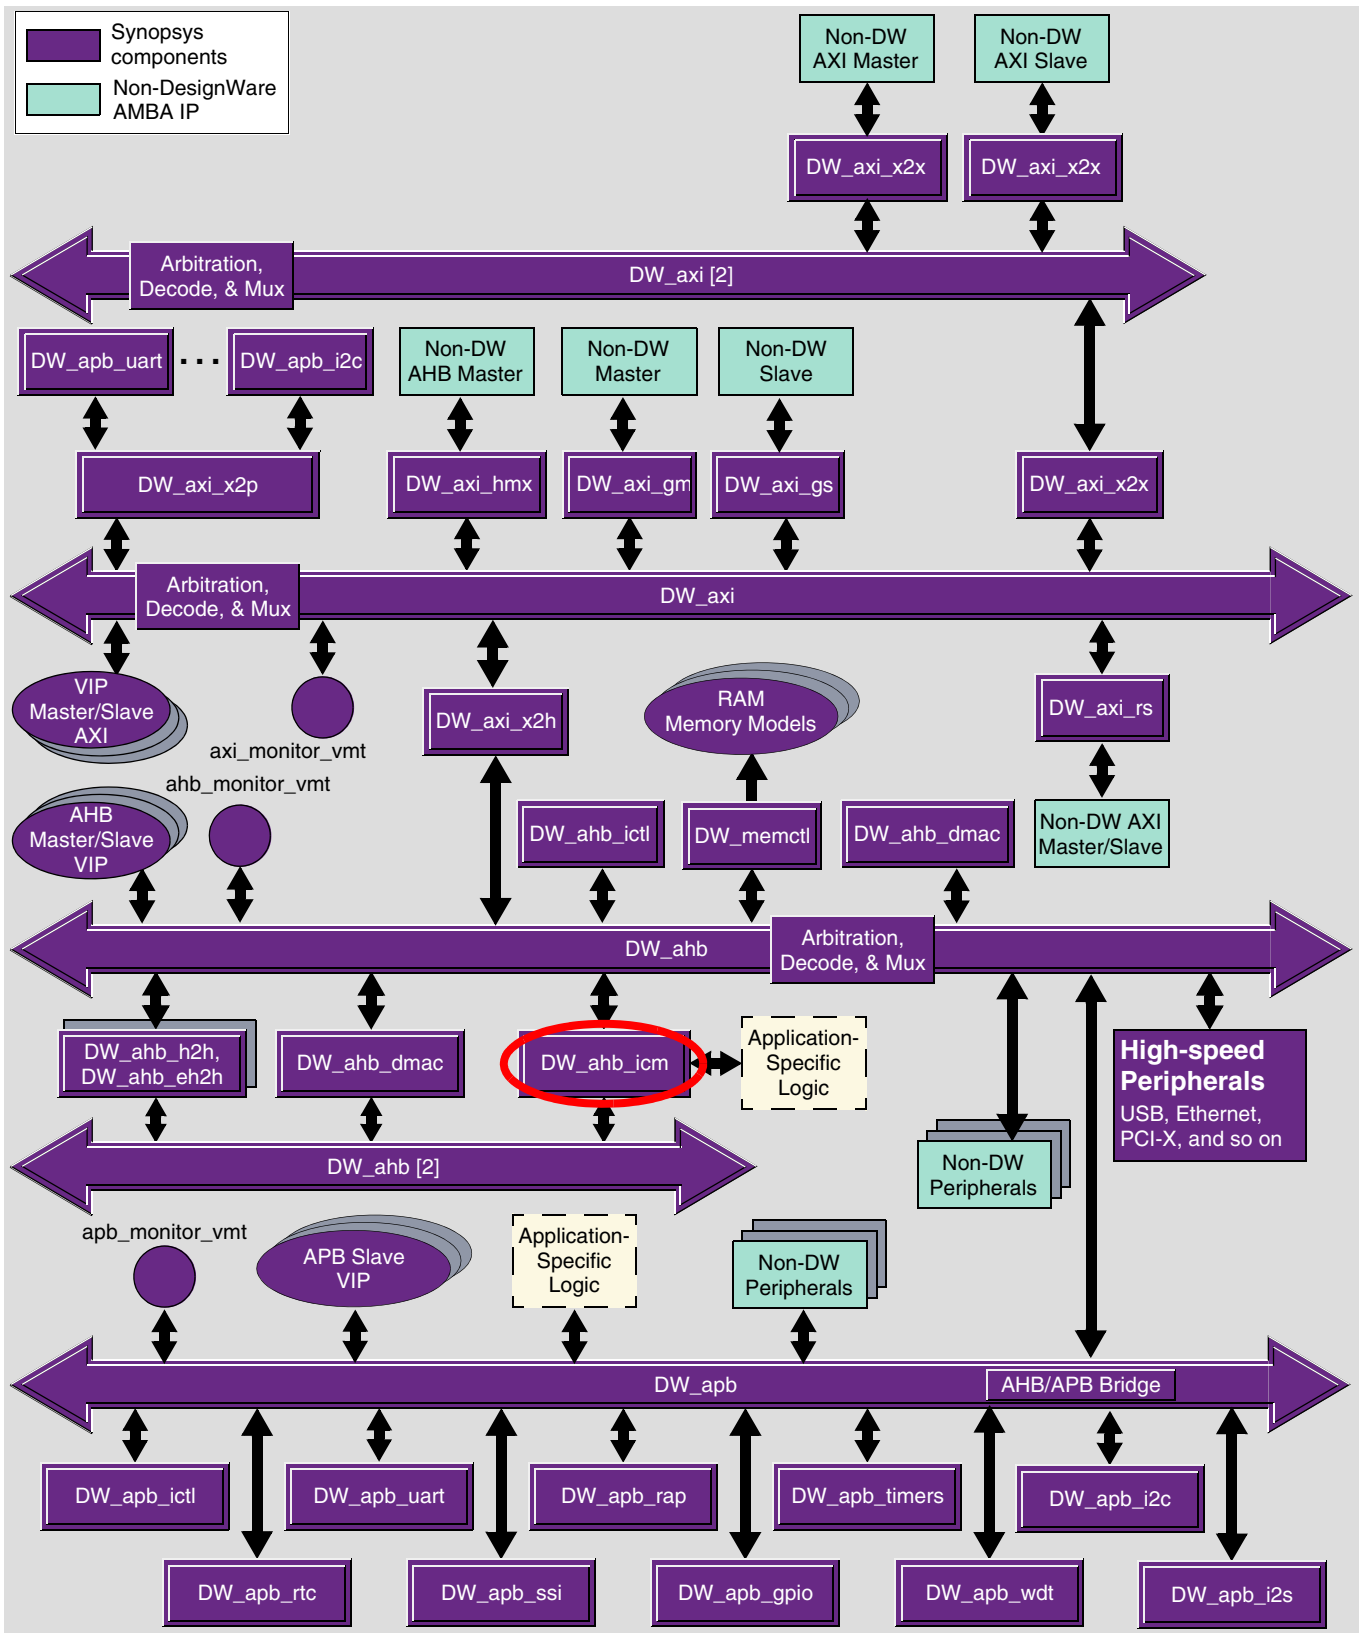 Synopsys
components
Non-DesignWare
AMBA IP
Non-DW
AXI Master
Non-DW
AXI Slave
DW_axi_x2x
DW_axi_x2x
Arbitration,
Decode, & Mux
DW_axi [2]
DW_apb_uart
. . .
DW_apb_i2c
Non-DW
AHB Master
Non-DW
Master
Non-DW
Slave
DW_axi_x2p
DW_axi_hmx
DW_axi_gm
DW_axi_gs
DW_axi_x2x
Arbitration,
Decode, & Mux
DW_axi
VIP
Master/Slave
AXI
axi_monitor_vmt
DW_axi_x2h
RAM
Memory Models
DW_axi_rs
ahb_monitor_vmt
AHB
Master/Slave
VIP
DW_ahb_ictl
DW_memctl
DW_ahb_dmac
Non-DW AXI
Master/Slave
DW_ahb
Arbitration,
Decode, & Mux
DW_ahb_h2h,
DW_ahb_eh2h
DW_ahb_dmac
DW_ahb_icm
Application-
Specific
Logic
High-speed
Peripherals
USB, Ethernet,
PCI-X, and so on
DW_ahb [2]
Non-DW
Peripherals
apb_monitor_vmt
APB Slave
VIP
Application-
Specific
Logic
Non-DW
Peripherals
DW_apb
AHB/APB Bridge
DW_apb_ictl
DW_apb_uart
DW_apb_rap
DW_apb_timers
DW_apb_i2c
DW_apb_rtc
DW_apb_ssi
DW_apb_gpio
DW_apb_wdt
DW_apb_i2s